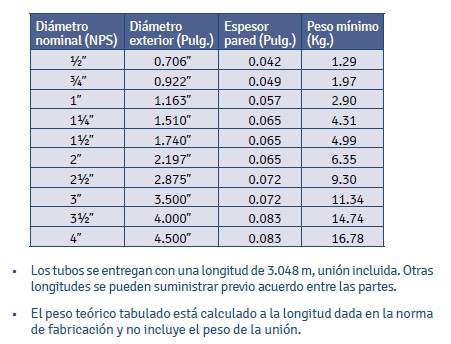 Diámetro nominal (NPS) Diámetro exterior (Pulg.) Espesor pared (Pulg.) Peso mínimo (Kg.)
½" 0.706" 0.042 1.29
¾" 0.922" 0.049 1.97
1" 1.163" 0.057 2.90
1¼" 1.510" 0.065 4.31
1½" 1.740" 0.065 4.99
2" 2.197" 0.065 6.35
2½" 2.875" 0.072 9.30
3" 3.500" 0.072 11.34
3½" 4.000" 0.083 14.74
4" 4.500" 0.083 16.78
• Los tubos se entregan con una longitud de 3.048 m, unión incluida. Otras
longitudes se pueden suministrar previo acuerdo entre las partes.
• El peso teórico tabulado está calculado a la longitud dada en la norma
de fabricación y no incluye el peso de la unión.